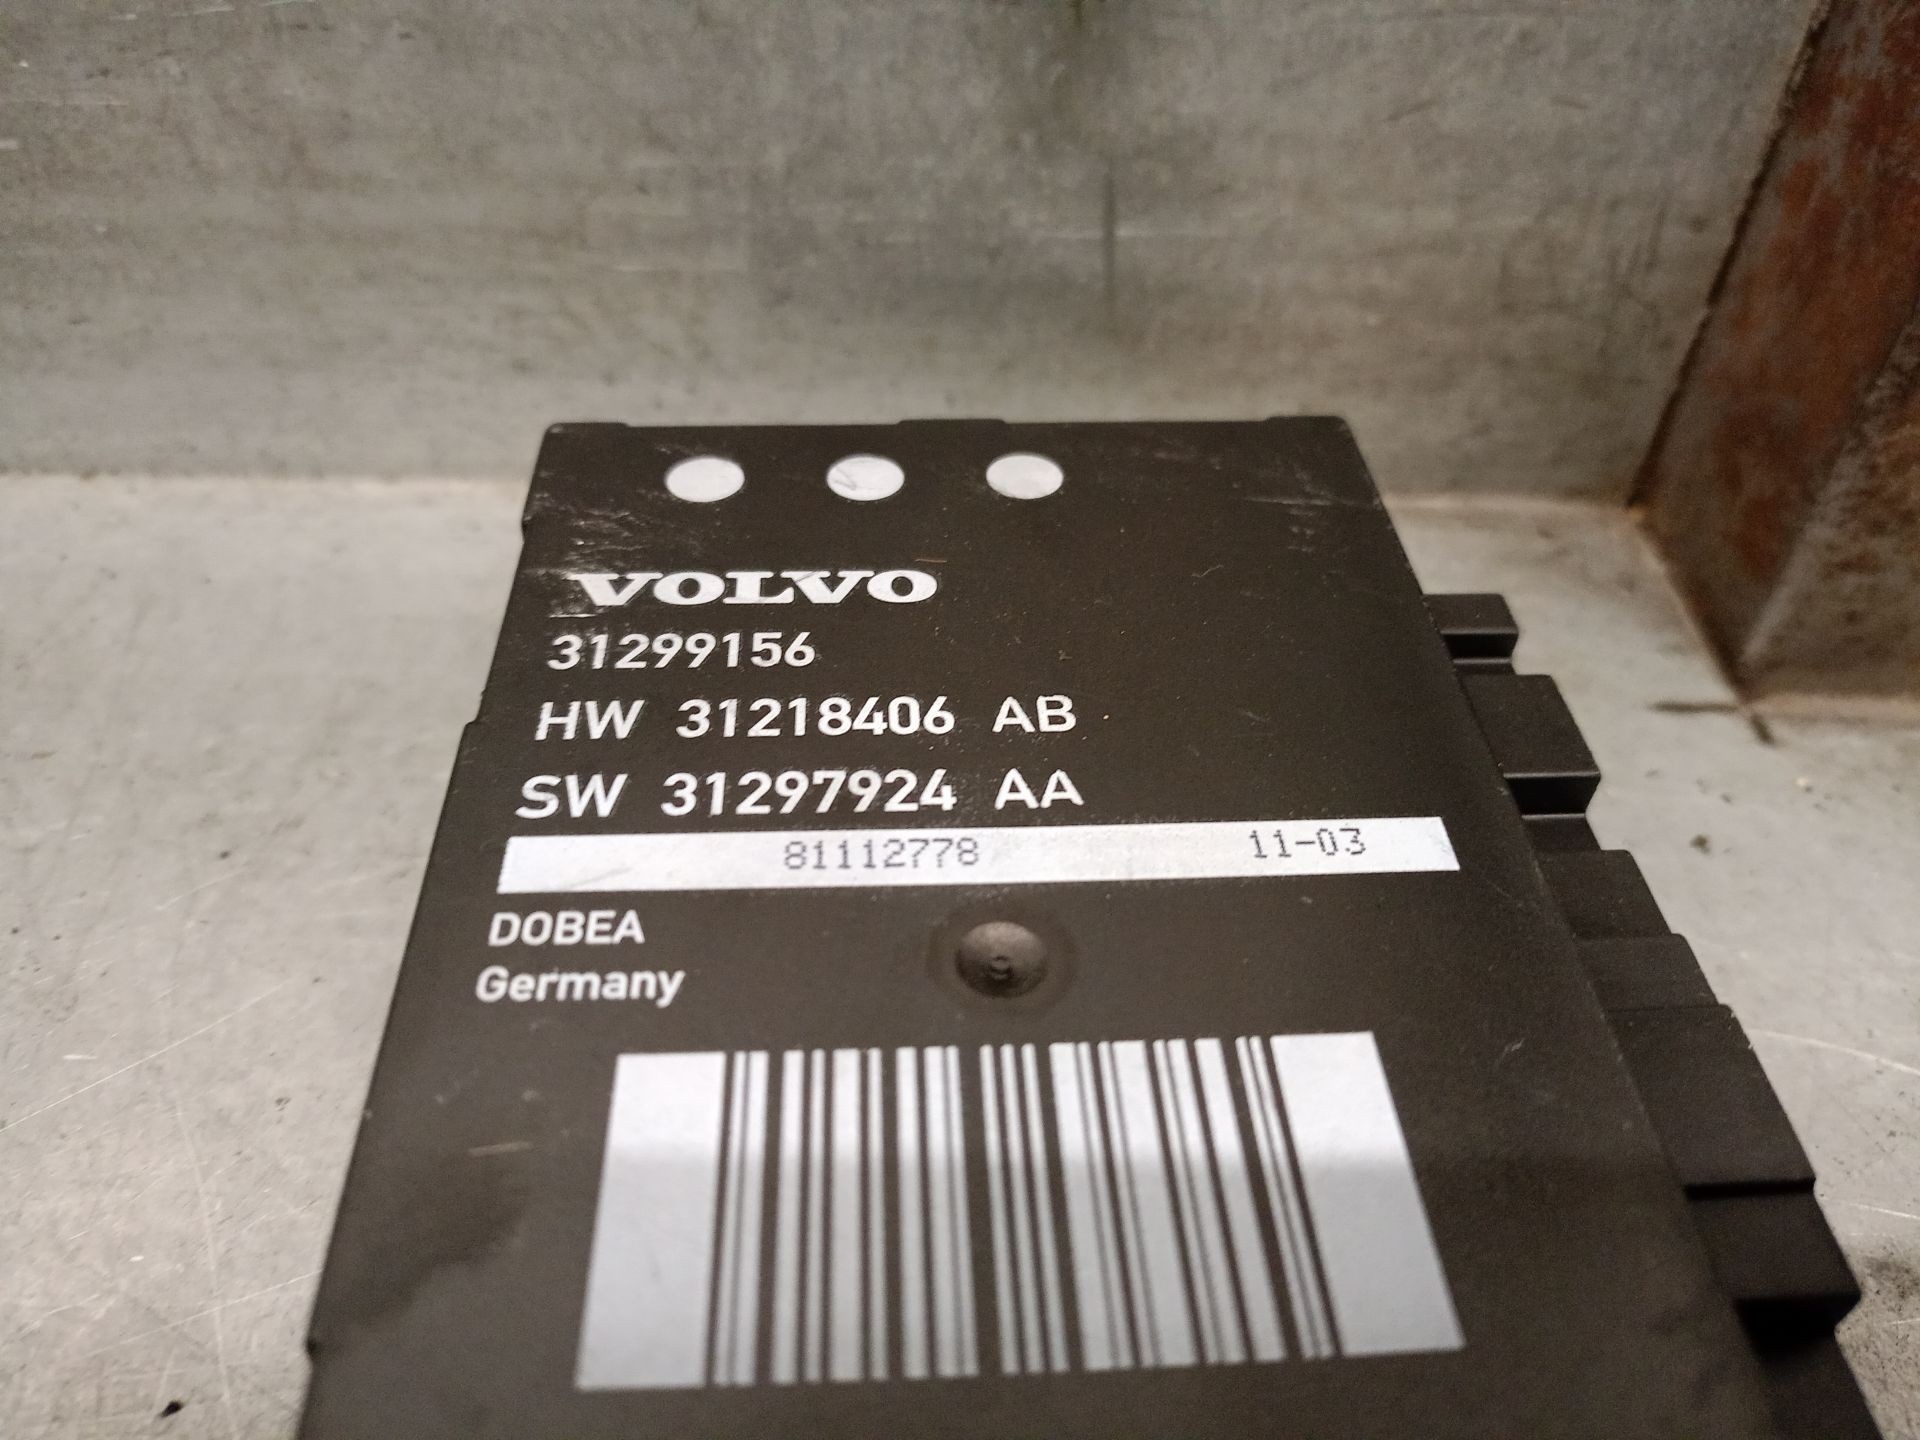 VOLVO
31299156
HW 31218406 AB
SW 31297924 AA
81112778 11-03
DOBEA
Germany